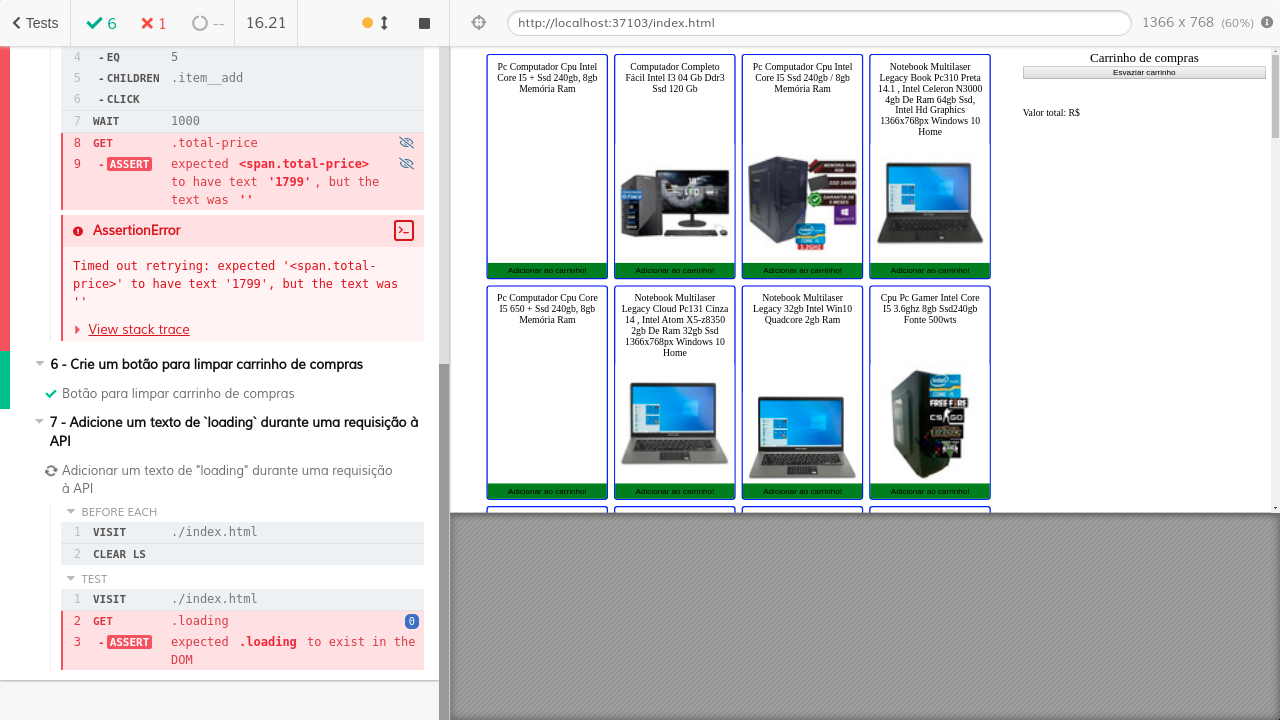 Tests
6
1
--
16.21
http://localhost:37103/index.html
1366 x 768 (60%)
4 - EQ 5
5 - CHILDREN .item__add
6 - CLICK
7 WAIT 1000
8 GET .total-price
9 - ASSERT expected <span.total-price>
to have text '1799', but the
text was ''
AssertionError
Timed out retrying: expected '<span.total-
price>' to have text '1799', but the text was
''
View stack trace
6 - Crie um botão para limpar carrinho de compras
Botão para limpar carrinho de compras
7 - Adicione um texto de `loading` durante uma requisição à
API
Adicionar um texto de "loading" durante uma requisição
à API
BEFORE EACH
1 VISIT ./index.html
2 CLEAR LS
TEST
1 VISIT ./index.html
2 GET .loading 0
3 - ASSERT expected .loading to exist in the
DOM
Pc Computador Cpu Intel
Core I5 + Ssd 240gb, 8gb
Memória Ram
Adicionar ao carrinho!
Computador Completo
Fácil Intel I3 04 Gb Ddr3
Ssd 120 Gb
Adicionar ao carrinho!
Pc Computador Cpu Intel
Core I5 Ssd 240gb / 8gb
Memória Ram
Adicionar ao carrinho!
Notebook Multilaser
Legacy Book Pc310 Preta
14.1 , Intel Celeron N3000
4gb De Ram 64gb Ssd,
Intel Hd Graphics
1366x768px Windows 10
Home
Adicionar ao carrinho!
Carrinho de compras
Esvaziar carrinho
Valor total: R$
Pc Computador Cpu Core
I5 650 + Ssd 240gb, 8gb
Memória Ram
Adicionar ao carrinho!
Notebook Multilaser
Legacy Cloud Pc131 Cinza
14 , Intel Atom X5-z8350
2gb De Ram 32gb Ssd
1366x768px Windows 10
Home
Adicionar ao carrinho!
Notebook Multilaser
Legacy 32gb Intel Win10
Quadcore 2gb Ram
Adicionar ao carrinho!
Cpu Pc Gamer Intel Core
I5 3.6ghz 8gb Ssd240gb
Fonte 500wts
FREE FIRE
CS:GO
Adicionar ao carrinho!